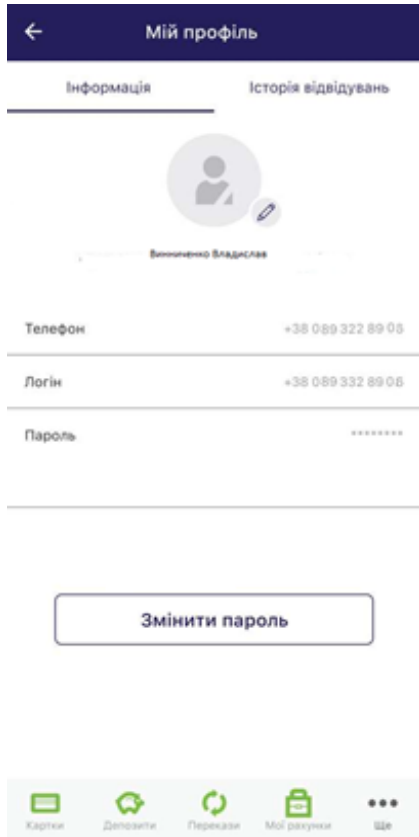 Мій профіль
Інформація Історія відвідувань
Винниченко Владислав
Телефон +38 089 322 89 08
Логін +38 089 332 89 08
Пароль ********
Змінити пароль
Картки Депозити Перекази Мої рахунки Ще